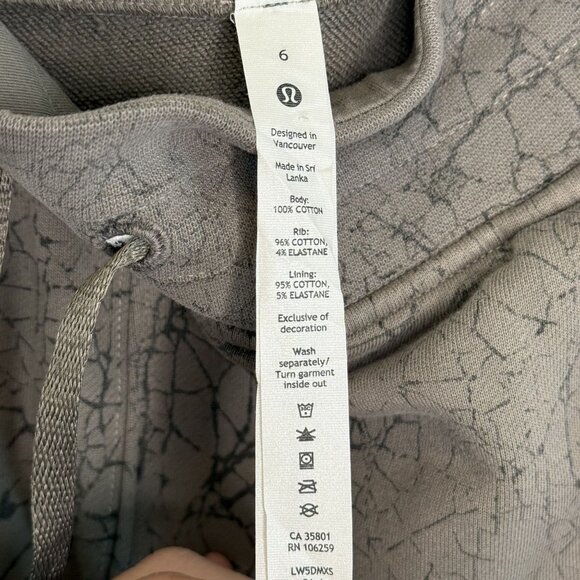 6
Designed in
Vancouver
Made in Sri
Lanka
Body:
100% COTTON
Rib:
96% COTTON,
4% ELASTANE
Lining:
95% COTTON,
5% ELASTANE
Exclusive of
decoration
Wash
separately/
Turn garment
inside out
CA 35801
RN 106259
LW5DMXS